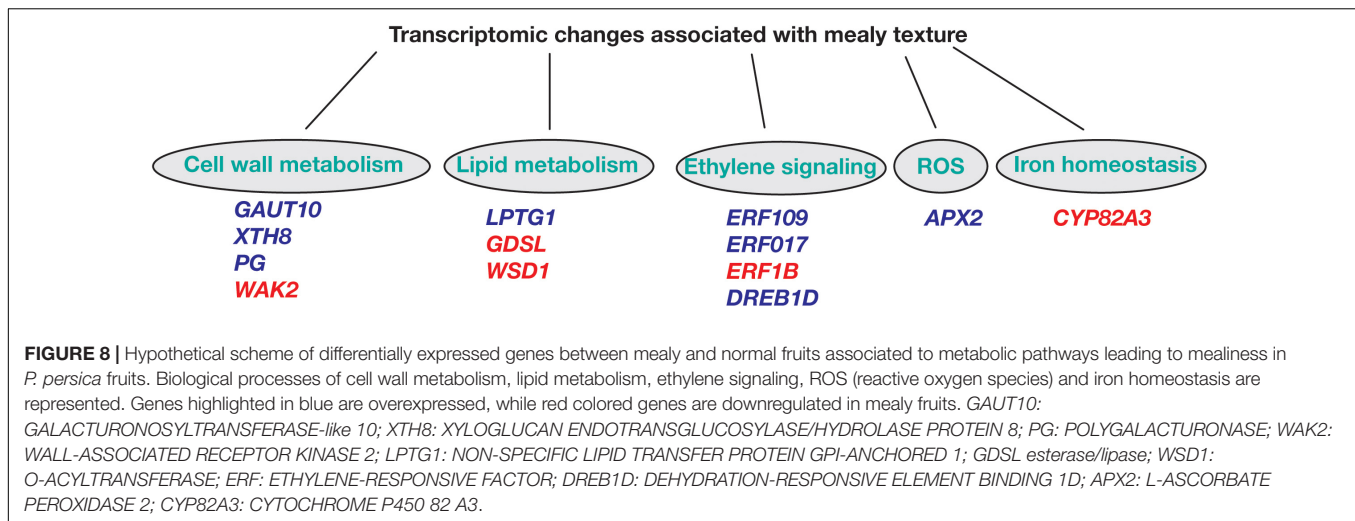 Transcriptomic changes associated with mealy texture
Cell wall metabolism
Lipid metabolism
Ethylene signaling
ROS
Iron homeostasis
GAUT10
XTH8
PG
WAK2
LPTG1
GDSL
WSD1
ERF109
ERF017
ERF1B
DREB1D
APX2
CYP82A3
FIGURE 8 | Hypothetical scheme of differentially expressed genes between mealy and normal fruits associated to metabolic pathways leading to mealiness in
P. persica fruits. Biological processes of cell wall metabolism, lipid metabolism, ethylene signaling, ROS (reactive oxygen species) and iron homeostasis are
represented. Genes highlighted in blue are overexpressed, while red colored genes are downregulated in mealy fruits. GAUT10:
GALACTURONOSYLTRANSFERASE-like 10; XTH8: XYLOGLUCAN ENDOTRANSGLUCOSYLASE/HYDROLASE PROTEIN 8; PG: POLYGALACTURONASE; WAK2:
WALL-ASSOCIATED RECEPTOR KINASE 2; LPTG1: NON-SPECIFIC LIPID TRANSFER PROTEIN GPI-ANCHORED 1; GDSL esterase/lipase; WSD1:
O-ACYLTRANSFERASE; ERF: ETHYLENE-RESPONSIVE FACTOR; DREB1D: DEHYDRATION-RESPONSIVE ELEMENT BINDING 1D; APX2: L-ASCORBATE
PEROXIDASE 2; CYP82A3: CYTOCHROME P450 82 A3.